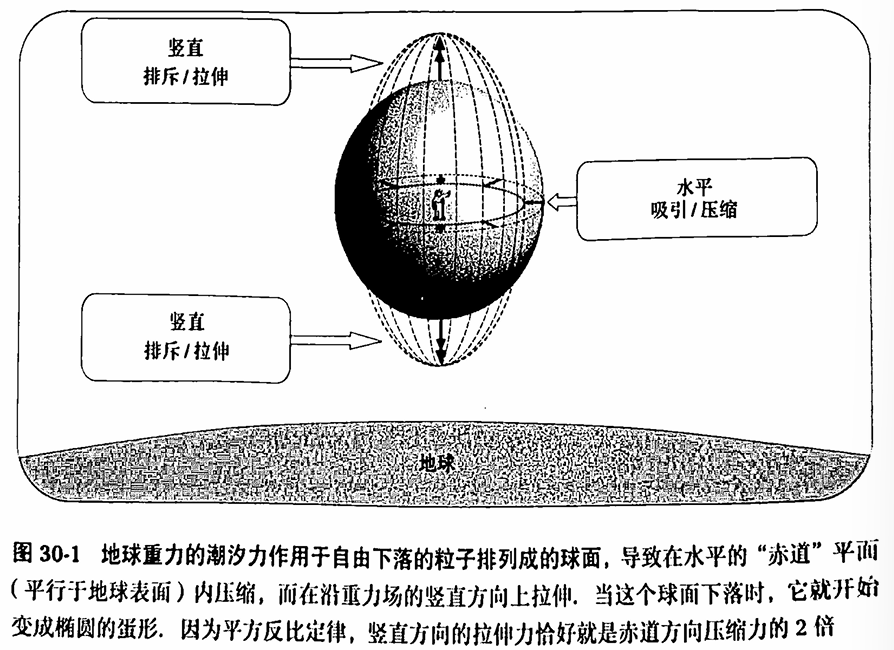 竖直
排斥/拉伸
水平
吸引/压缩
竖直
排斥/拉伸
地球
图 30-1 地球重力的潮汐力作用于自由下落的粒子排列成的球面，导致在水平的“赤道”平面
（平行于地球表面）内压缩，而在沿重力场的竖直方向上拉伸. 当这个球面下落时，它就开始
变成椭圆的蛋形. 因为平方反比定律，竖直方向的拉伸力恰好就是赤道方向压缩力的 2 倍